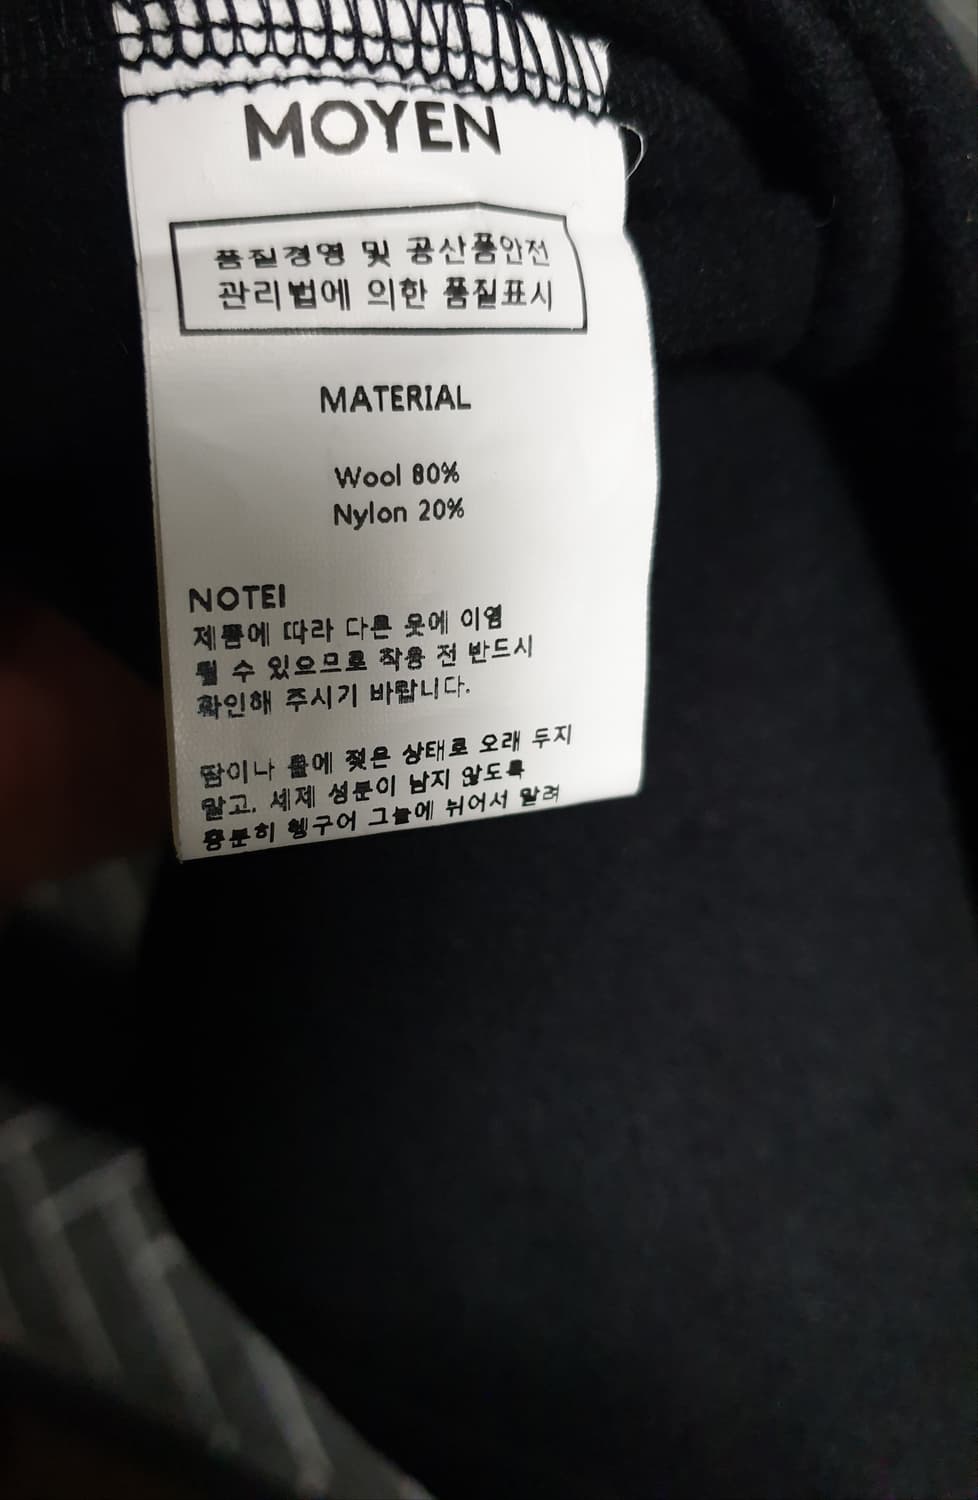 MOYEN
품질경영 및 공산품안전
관리법에 의한 품질표시
MATERIAL
Wool 80%
Nylon 20%
NOTE!
제품에 따라 다른 옷에 이염
될 수 있으므로 착용 전 반드시
확인해 주시기 바랍니다.
땀이나 물에 젖은 상태로 오래 두지
말고, 세제 성분이 남지 않도록
충분히 헹구어 그늘에 뉘어서 말려